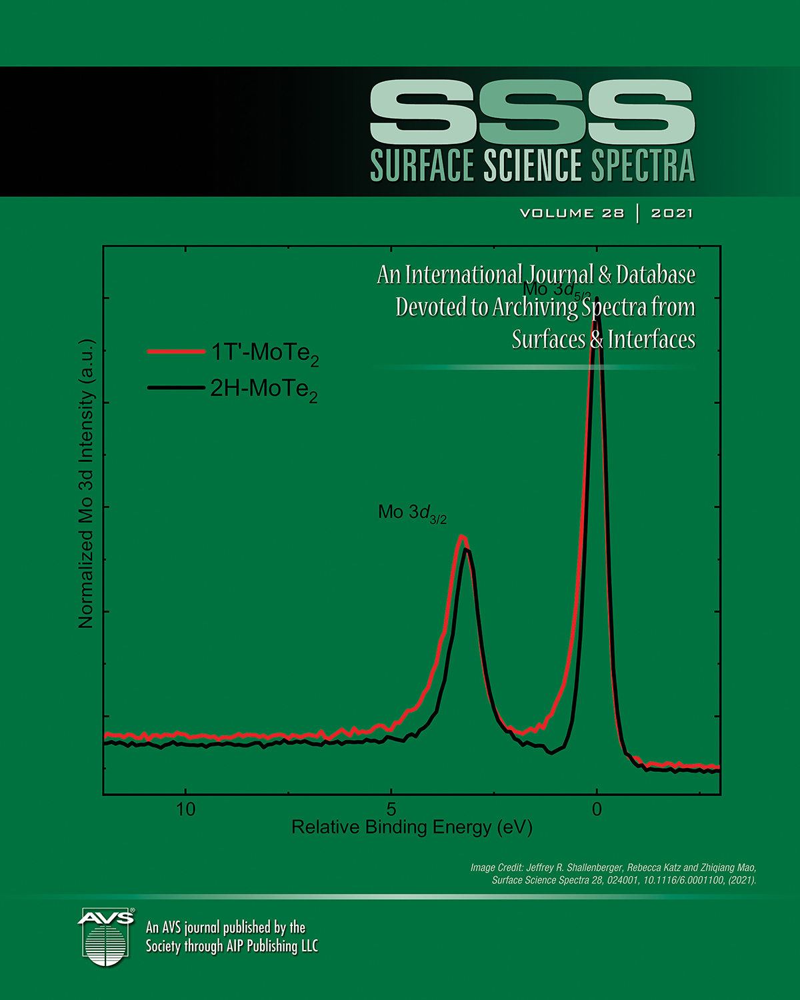 SSS
SURFACE SCIENCE SPECTRA
VOLUME 28 | 2021
An International Journal & Database
Devoted to Archiving Spectra from
Surfaces & Interfaces
Mo 3d5/2
1T'-MoTe2
2H-MoTe2
Mo 3d3/2
Normalized Mo 3d Intensity (a.u.)
10 5 0
Relative Binding Energy (eV)
Image Credit: Jeffrey R. Shallenberger, Rebecca Katz and Zhiqiang Mao,
Surface Science Spectra 28, 024001, 10.1116/6.0001100, (2021).
AVS®
An AVS journal published by the
Society through AIP Publishing LLC